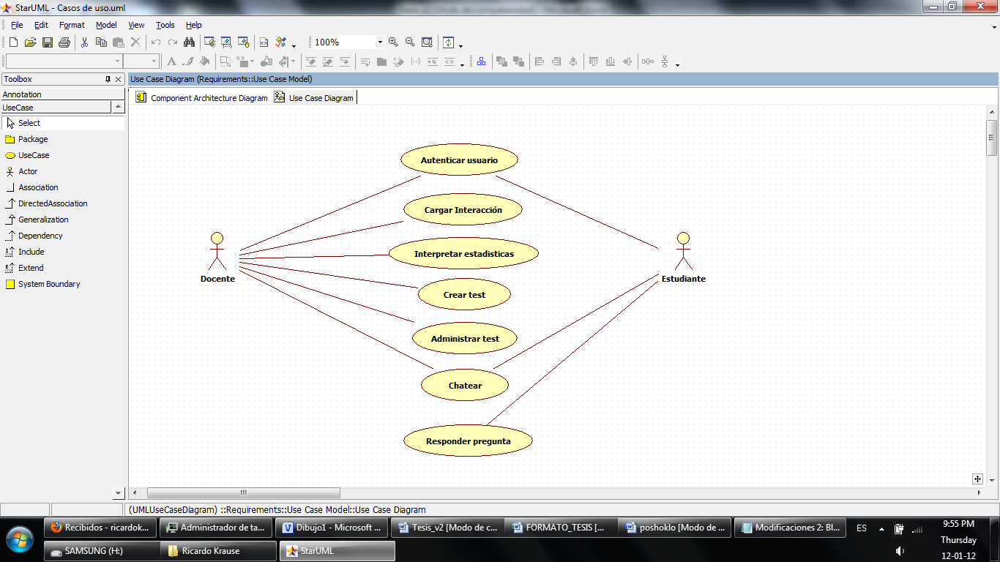 StarUML - Casos de uso.uml
File Edit Format Model View Tools Help
100%
Toolbox
Use Case Diagram (Requirements::Use Case Model)
Annotation
Component Architecture Diagram Use Case Diagram
UseCase
Select
Package
UseCase
Actor
Association
DirectedAssociation
Generalization
Dependency
Include
Extend
System Boundary
Autenticar usuario
Cargar Interacción
Interpretar estadisticas
Docente
Estudiante
Crear test
Administrar test
Chatear
Responder pregunta
(UMLUseCaseDiagram) ::Requirements::Use Case Model::Use Case Diagram
Recibidos - ricardok... Administrador de ta... Dibujo1 - Microsoft ... Tesis_v2 [Modo de c... FORMATO_TESIS [... poshoklo [Modo de ... Modificaciones 2: Bl... ES 9:55 PM
Thursday
SAMSUNG (H:) Ricardo Krause StarUML 12-01-12